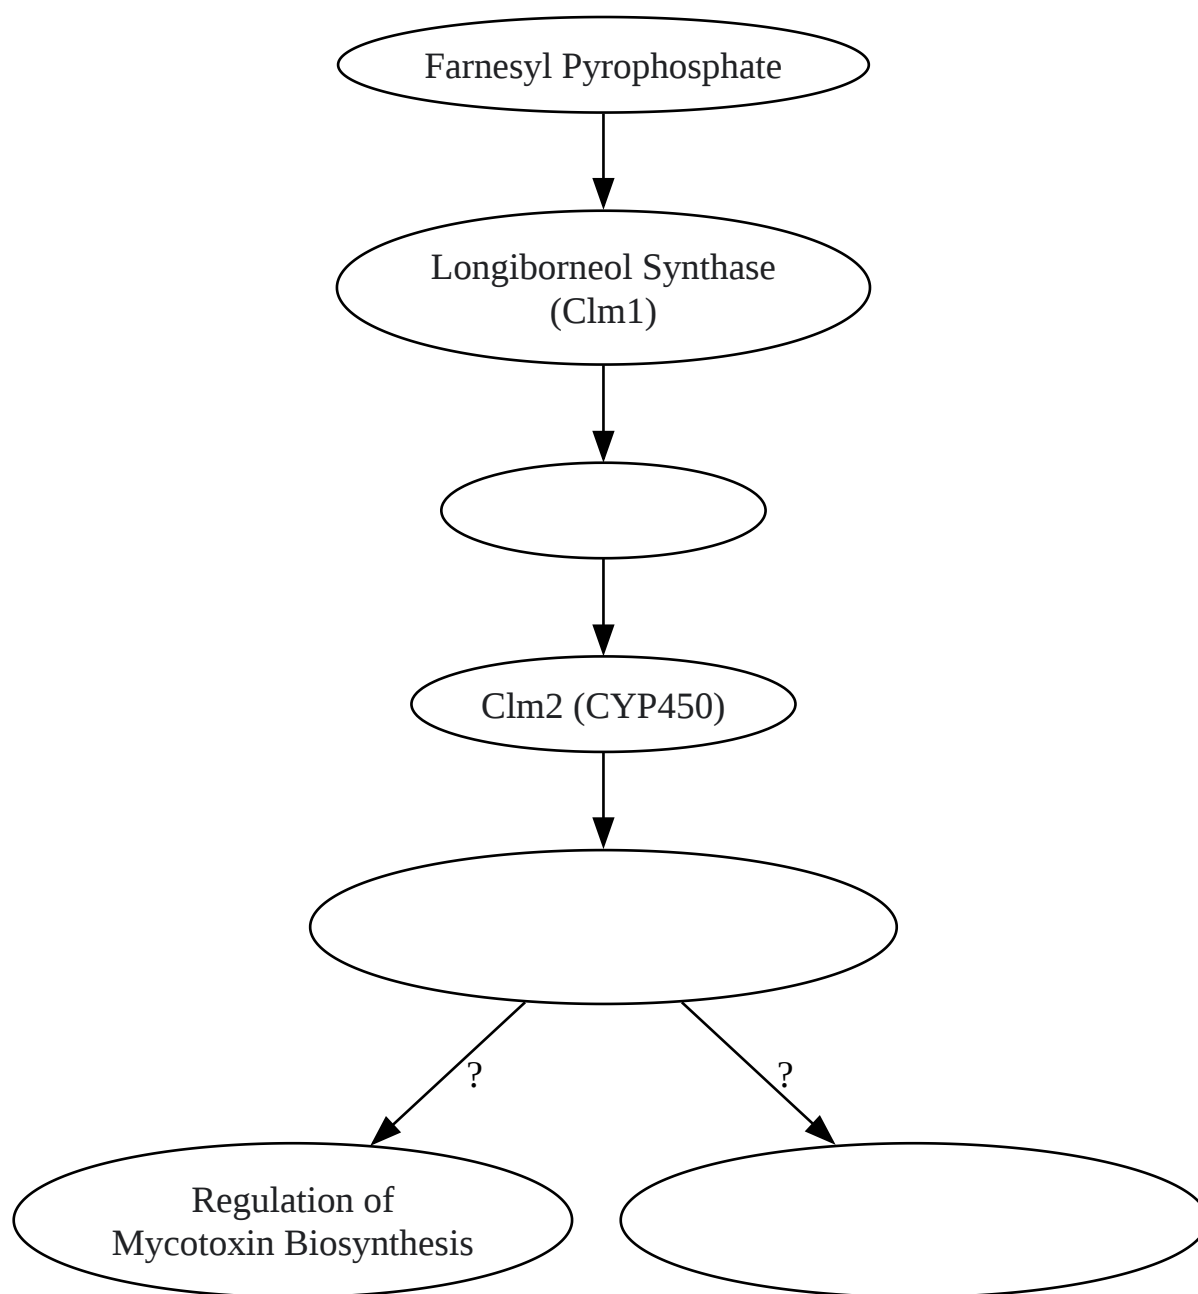 Farnesyl Pyrophosphate
Longiborneol Synthase
(Clm1)
Clm2 (CYP450)
?
?
Regulation of
Mycotoxin Biosynthesis